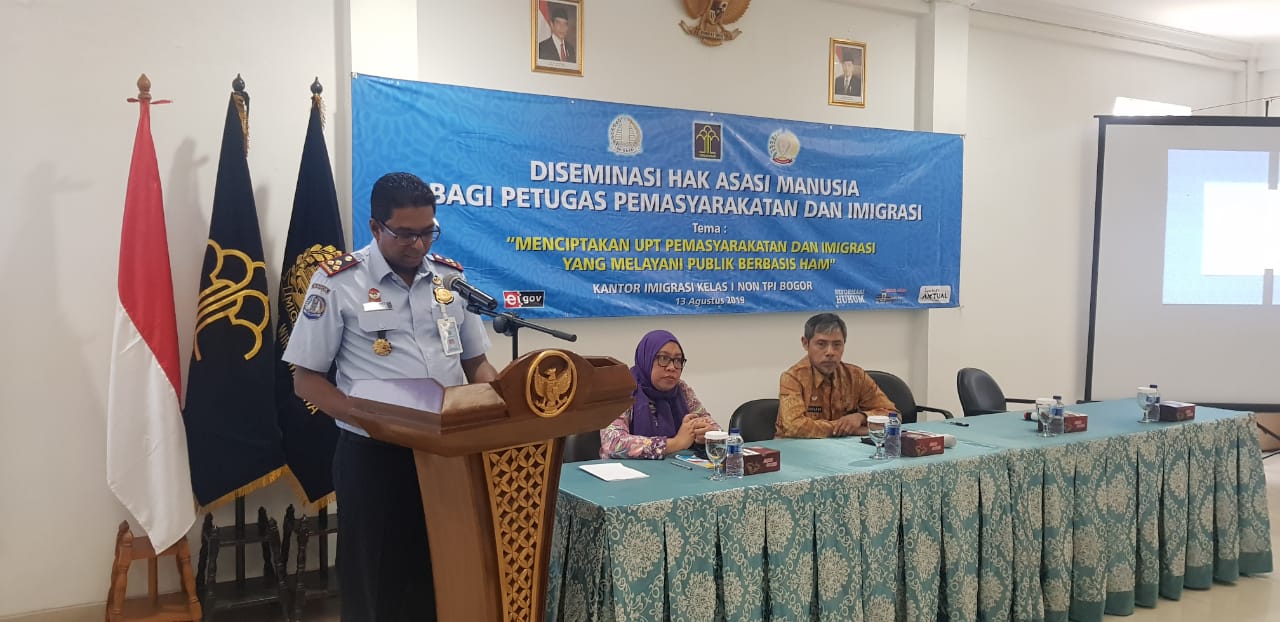 DISEMINASI HAK ASASI MANUSIA
BAGI PETUGAS PEMASYARAKATAN DAN IMIGRASI
Tema :
"MENCIPTAKAN UPT PEMASYARAKATAN DAN IMIGRASI
YANG MELAYANI PUBLIK BERBASIS HAM"
KANTOR IMIGRASI KELAS I NON TPI BOGOR
13 Agustus 2019
gov
INFORMASI
HUKUM
AKTUAL